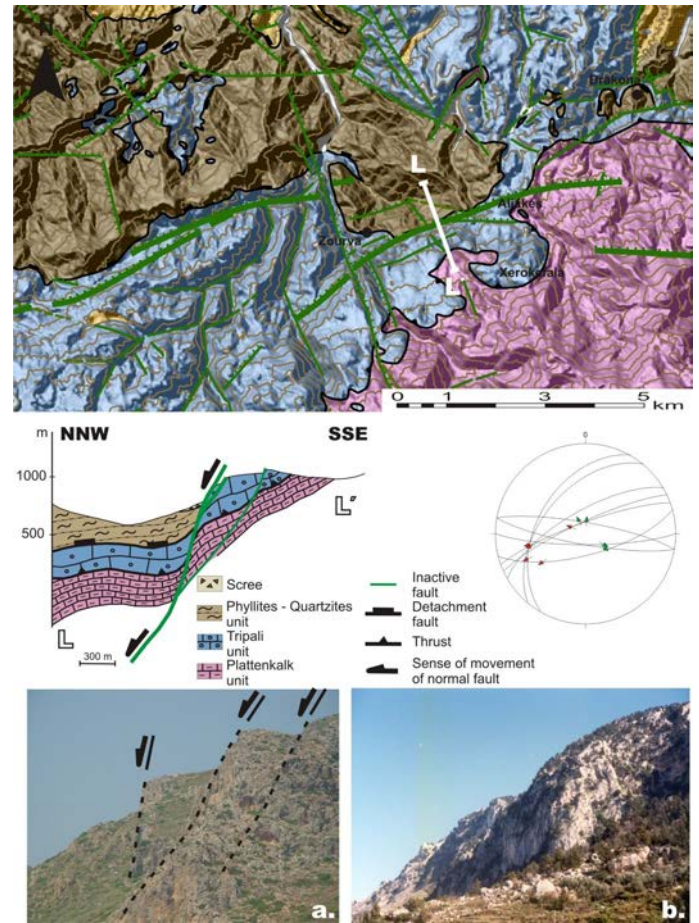 N
Drakona
L
Aliakes
Zourva
Xerokefala
0 1 3 5
km
m NNW SSE
1000
500
L'
L
300 m
0
Scree
Phyllites - Quartzites
unit
Tripali
unit
Plattenkalk
unit
Inactive
fault
Detachment
fault
Thrust
Sense of movement
of normal fault
a.
b.